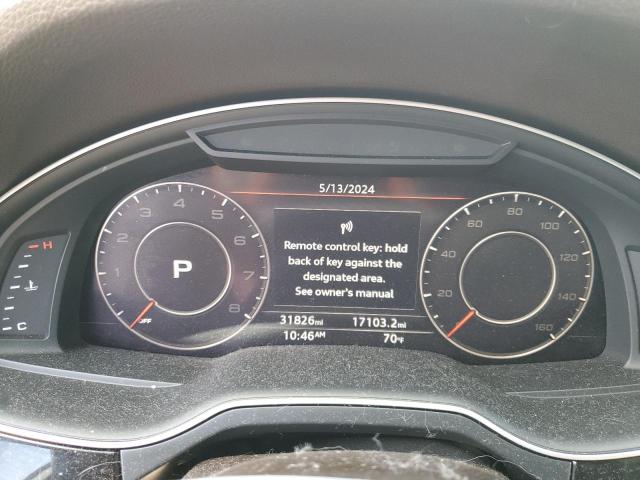 5/13/2024
Remote control key: hold
back of key against the
designated area.
See owner's manual
31826mi 17103.2mi
10:46AM 70°F
P
1 2 3 4 5 6 7 8
OFF
20 40 60 80 100 120 140 160
H
C